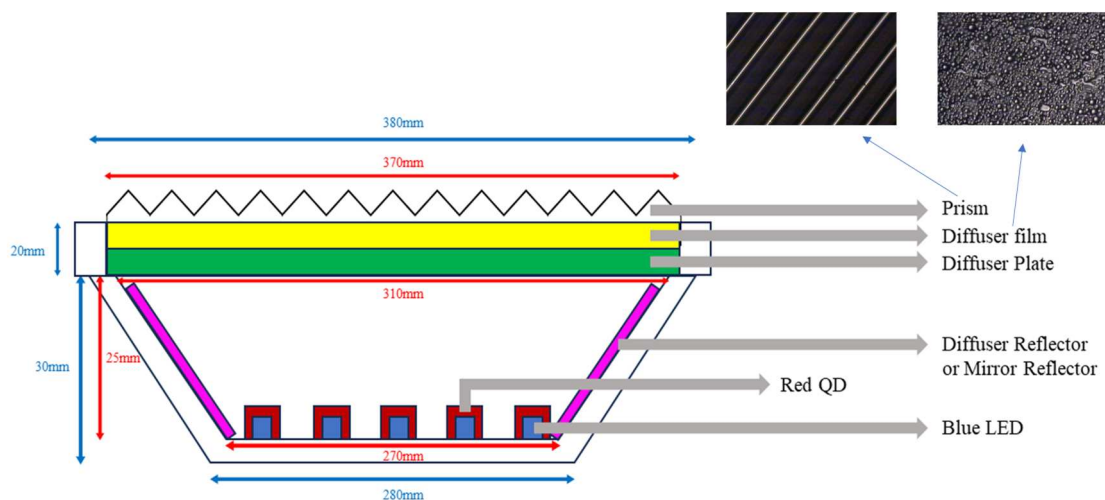 380mm
370mm
Prism
20mm
Diffuser film
Diffuser Plate
310mm
30mm
25mm
Diffuser Reflector
or Mirror Reflector
Red QD
Blue LED
270mm
280mm